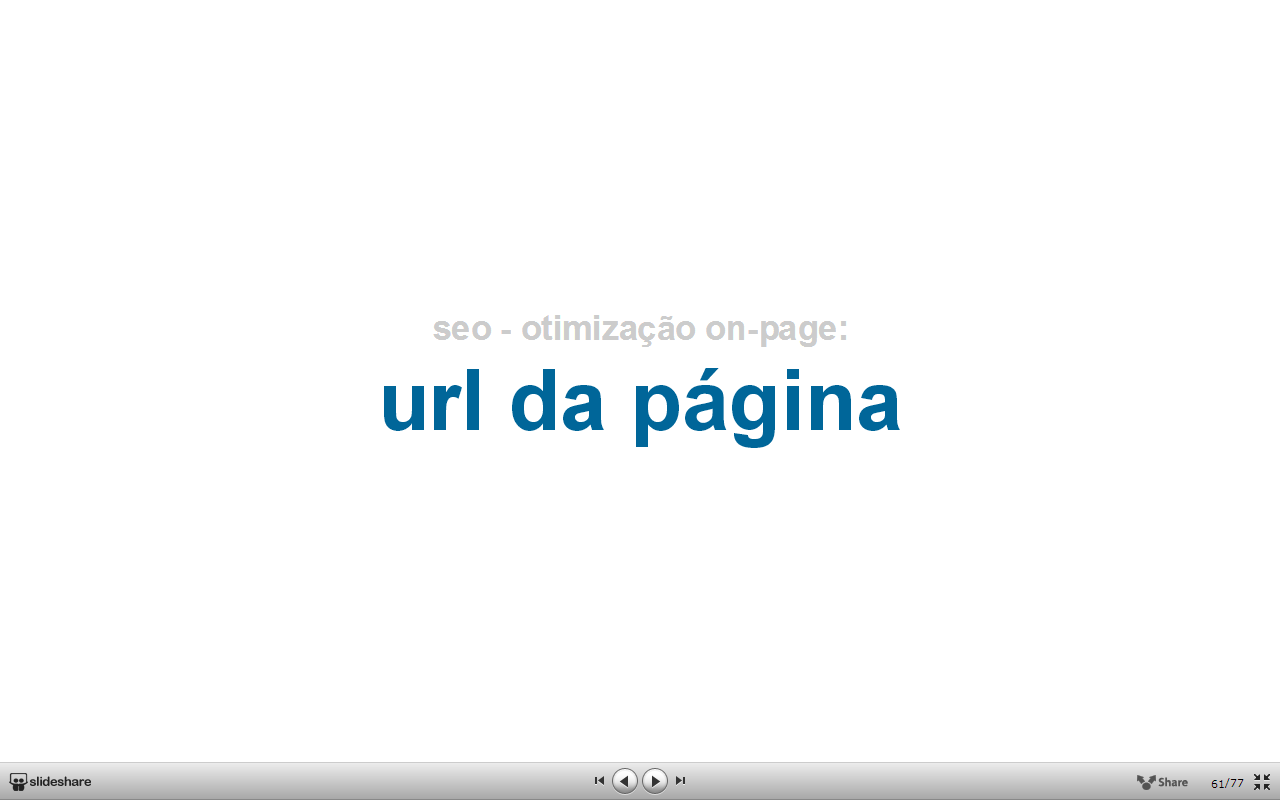 seo - otimização on-page:
url da página
slideshare
Share
61/77